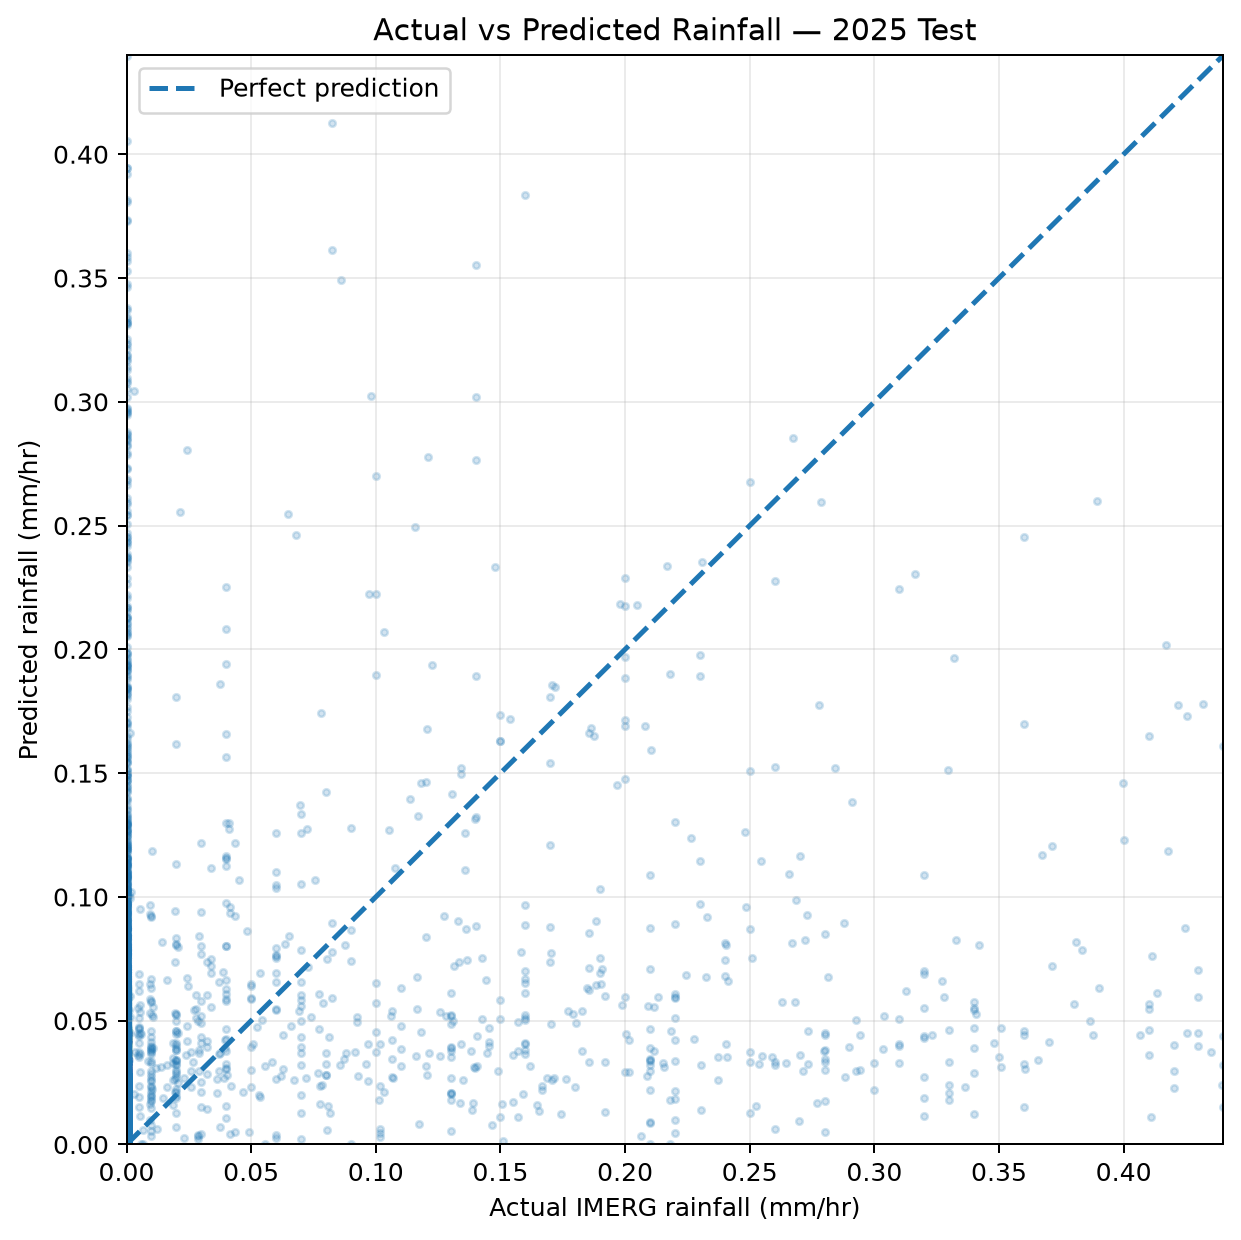 Actual vs Predicted Rainfall — 2025 Test
Perfect prediction
Predicted rainfall (mm/hr)
0.40
0.35
0.30
0.25
0.20
0.15
0.10
0.05
0.00
0.00 0.05 0.10 0.15 0.20 0.25 0.30 0.35 0.40
Actual IMERG rainfall (mm/hr)